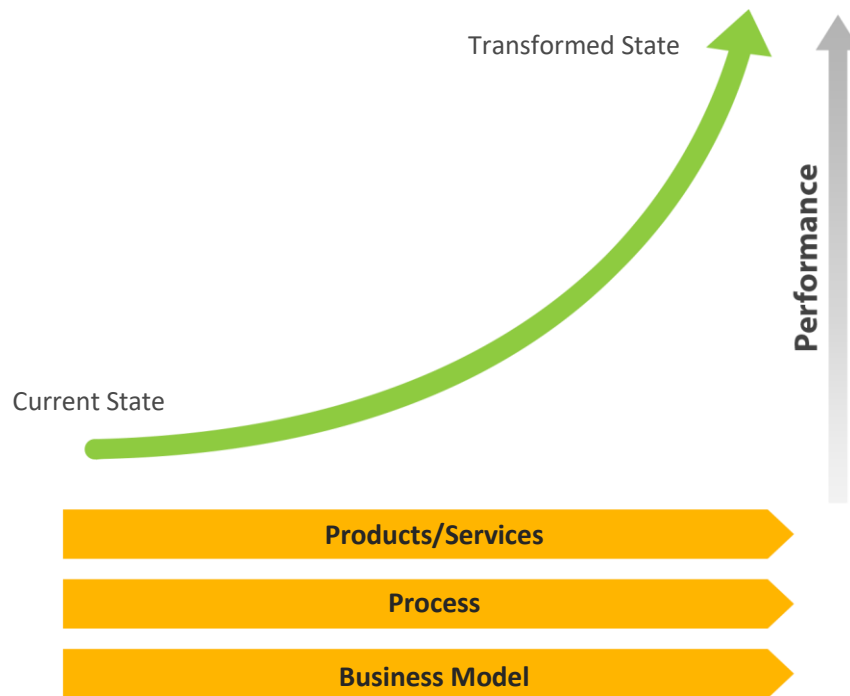 Transformed State
Performance
Current State
Products/Services
Process
Business Model